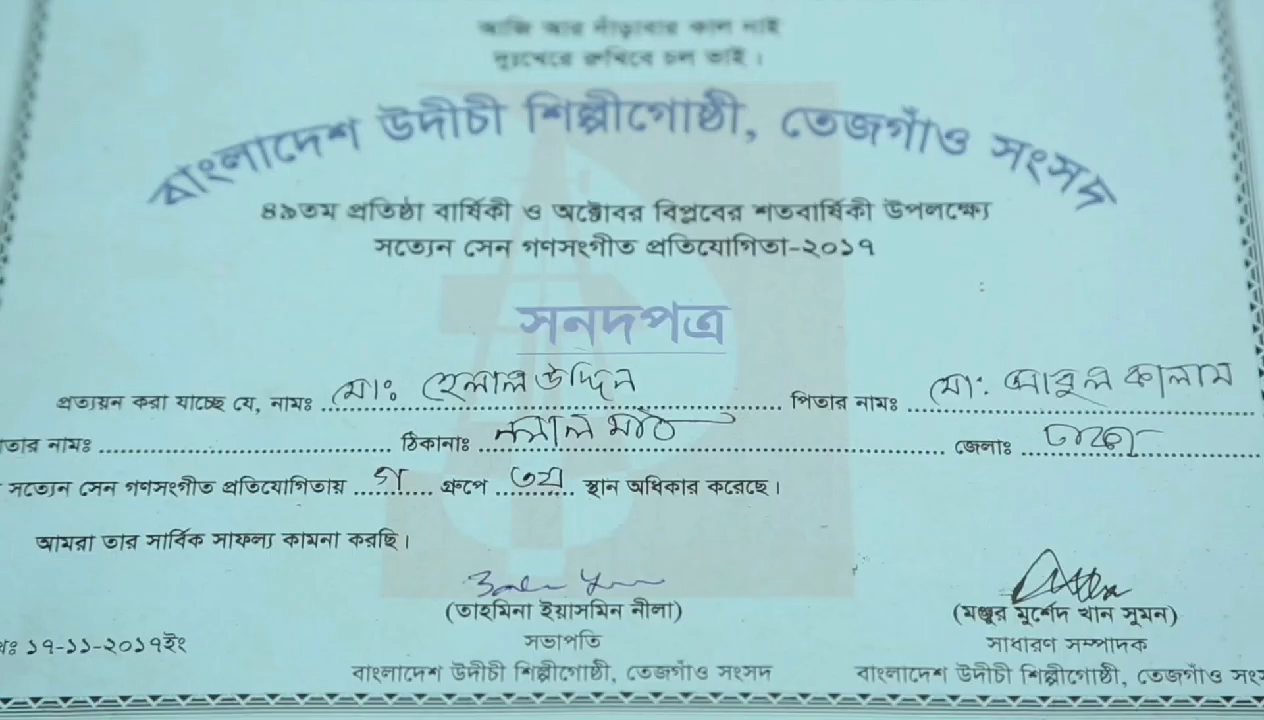 আজি আর দাঁড়াবার কাল নাই
চল ভাই।
বাংলাদেশ উদীচী শিল্পীগোষ্ঠী, তেজগাঁও সংসদ
৪৯তম প্রতিষ্ঠা বার্ষিকী ও অক্টোবর বিপ্লবের শতবার্ষিকী উপলক্ষ্যে
সত্যেন সেন গণসংগীত প্রতিযোগিতা-২০১৭
সনদপত্র
প্রত্যয়ন করা যাচ্ছে যে, নামঃ মোঃ হেলাল উদ্দিন পিতার নামঃ মো: আবুল কালাম
তার নামঃ ঠিকানাঃ মাঠ জেলাঃ ঢাকা
সত্যেন সেন গণসংগীত প্রতিযোগিতায় গ গ্রুপে ৩য় স্থান অধিকার করেছে।
আমরা তার সার্বিক সাফল্য কামনা করছি।
(তাহমিনা ইয়াসমিন নীলা) (মঞ্জুর মুর্শেদ খান সুমন)
ঃ ১৭-১১-২০১৭ইং সভাপতি সাধারণ সম্পাদক
বাংলাদেশ উদীচী শিল্পীগোষ্ঠী, তেজগাঁও সংসদ বাংলাদেশ উদীচী শিল্পীগোষ্ঠী, তেজগাঁও সংস